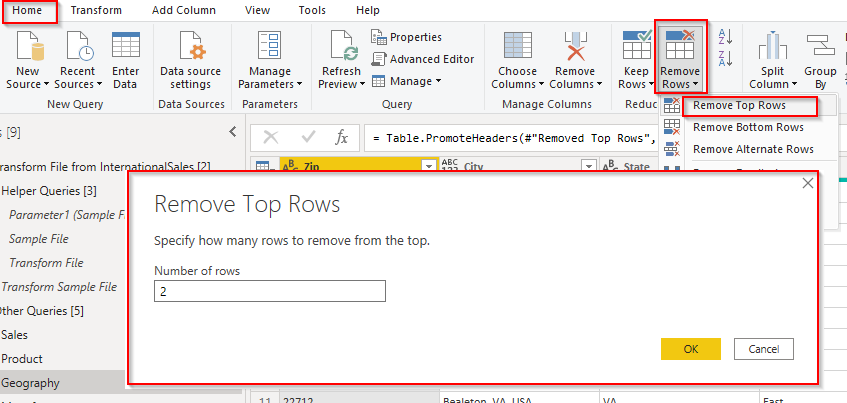 Home Transform Add Column View Tools Help
New Source Recent Sources Enter Data
New Query
Data source settings
Data Sources
Manage Parameters
Parameters
Refresh Preview
Properties
Advanced Editor
Manage
Query
Choose Columns Remove Columns
Manage Columns
Keep Rows Remove Rows
Reduc
A Z
Z A
Split Column
Group By
Remove Top Rows
Remove Bottom Rows
Remove Alternate Rows
s [9]
fx
= Table.PromoteHeaders(#"Removed Top Rows",
ABC Zip
ABC 123 City
ABC State
ransform File from InternationalSales [2]
Helper Queries [3]
Parameter1 (Sample F
Sample File
Transform File
Transform Sample File
Other Queries [5]
Sales
Product
Geography
Remove Top Rows
Specify how many rows to remove from the top.
Number of rows
2
OK Cancel
11 22712 Bealeton, VA, USA VA East